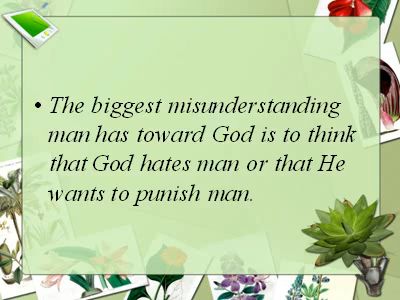 • The biggest misunderstanding
man has toward God is to think
that God hates man or that He
wants to punish man.